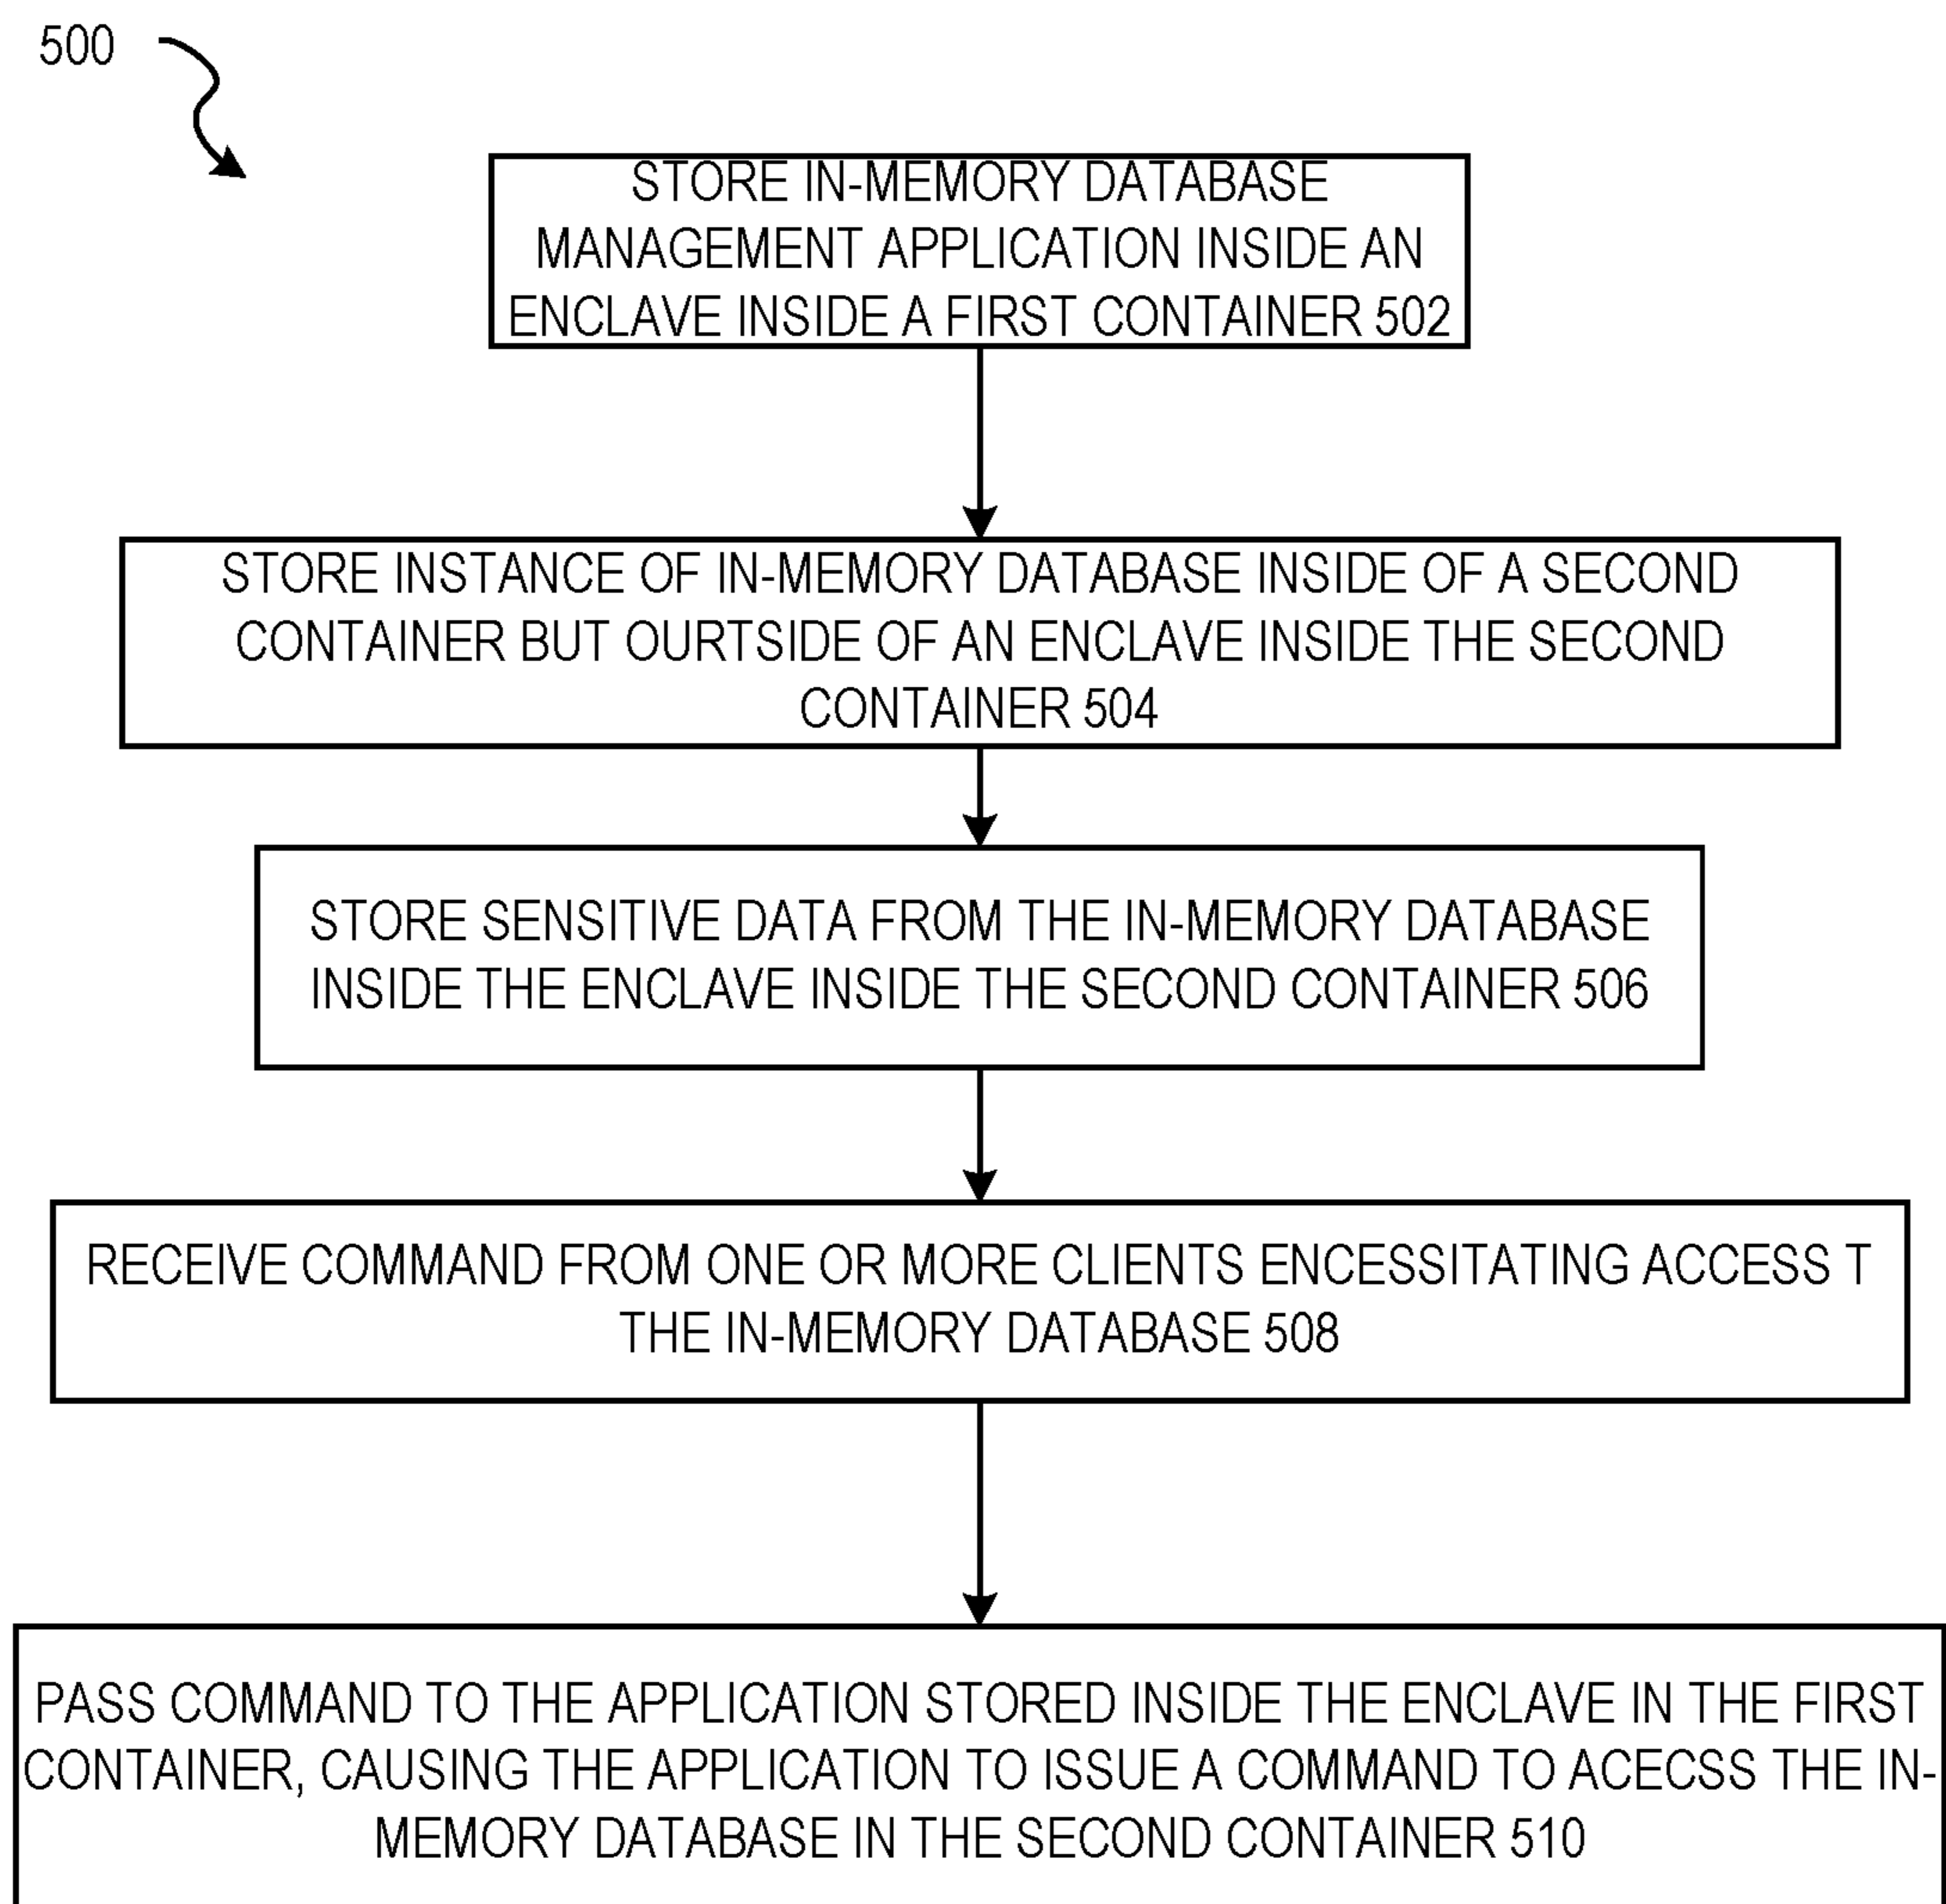 500
STORE IN-MEMORY DATABASE
MANAGEMENT APPLICATION INSIDE AN
ENCLAVE INSIDE A FIRST CONTAINER 502
STORE INSTANCE OF IN-MEMORY DATABASE INSIDE OF A SECOND
CONTAINER BUT OURTSIDE OF AN ENCLAVE INSIDE THE SECOND
CONTAINER 504
STORE SENSITIVE DATA FROM THE IN-MEMORY DATABASE
INSIDE THE ENCLAVE INSIDE THE SECOND CONTAINER 506
RECEIVE COMMAND FROM ONE OR MORE CLIENTS ENCESSITATING ACCESS T
THE IN-MEMORY DATABASE 508
PASS COMMAND TO THE APPLICATION STORED INSIDE THE ENCLAVE IN THE FIRST
CONTAINER, CAUSING THE APPLICATION TO ISSUE A COMMAND TO ACECSS THE IN-
MEMORY DATABASE IN THE SECOND CONTAINER 510